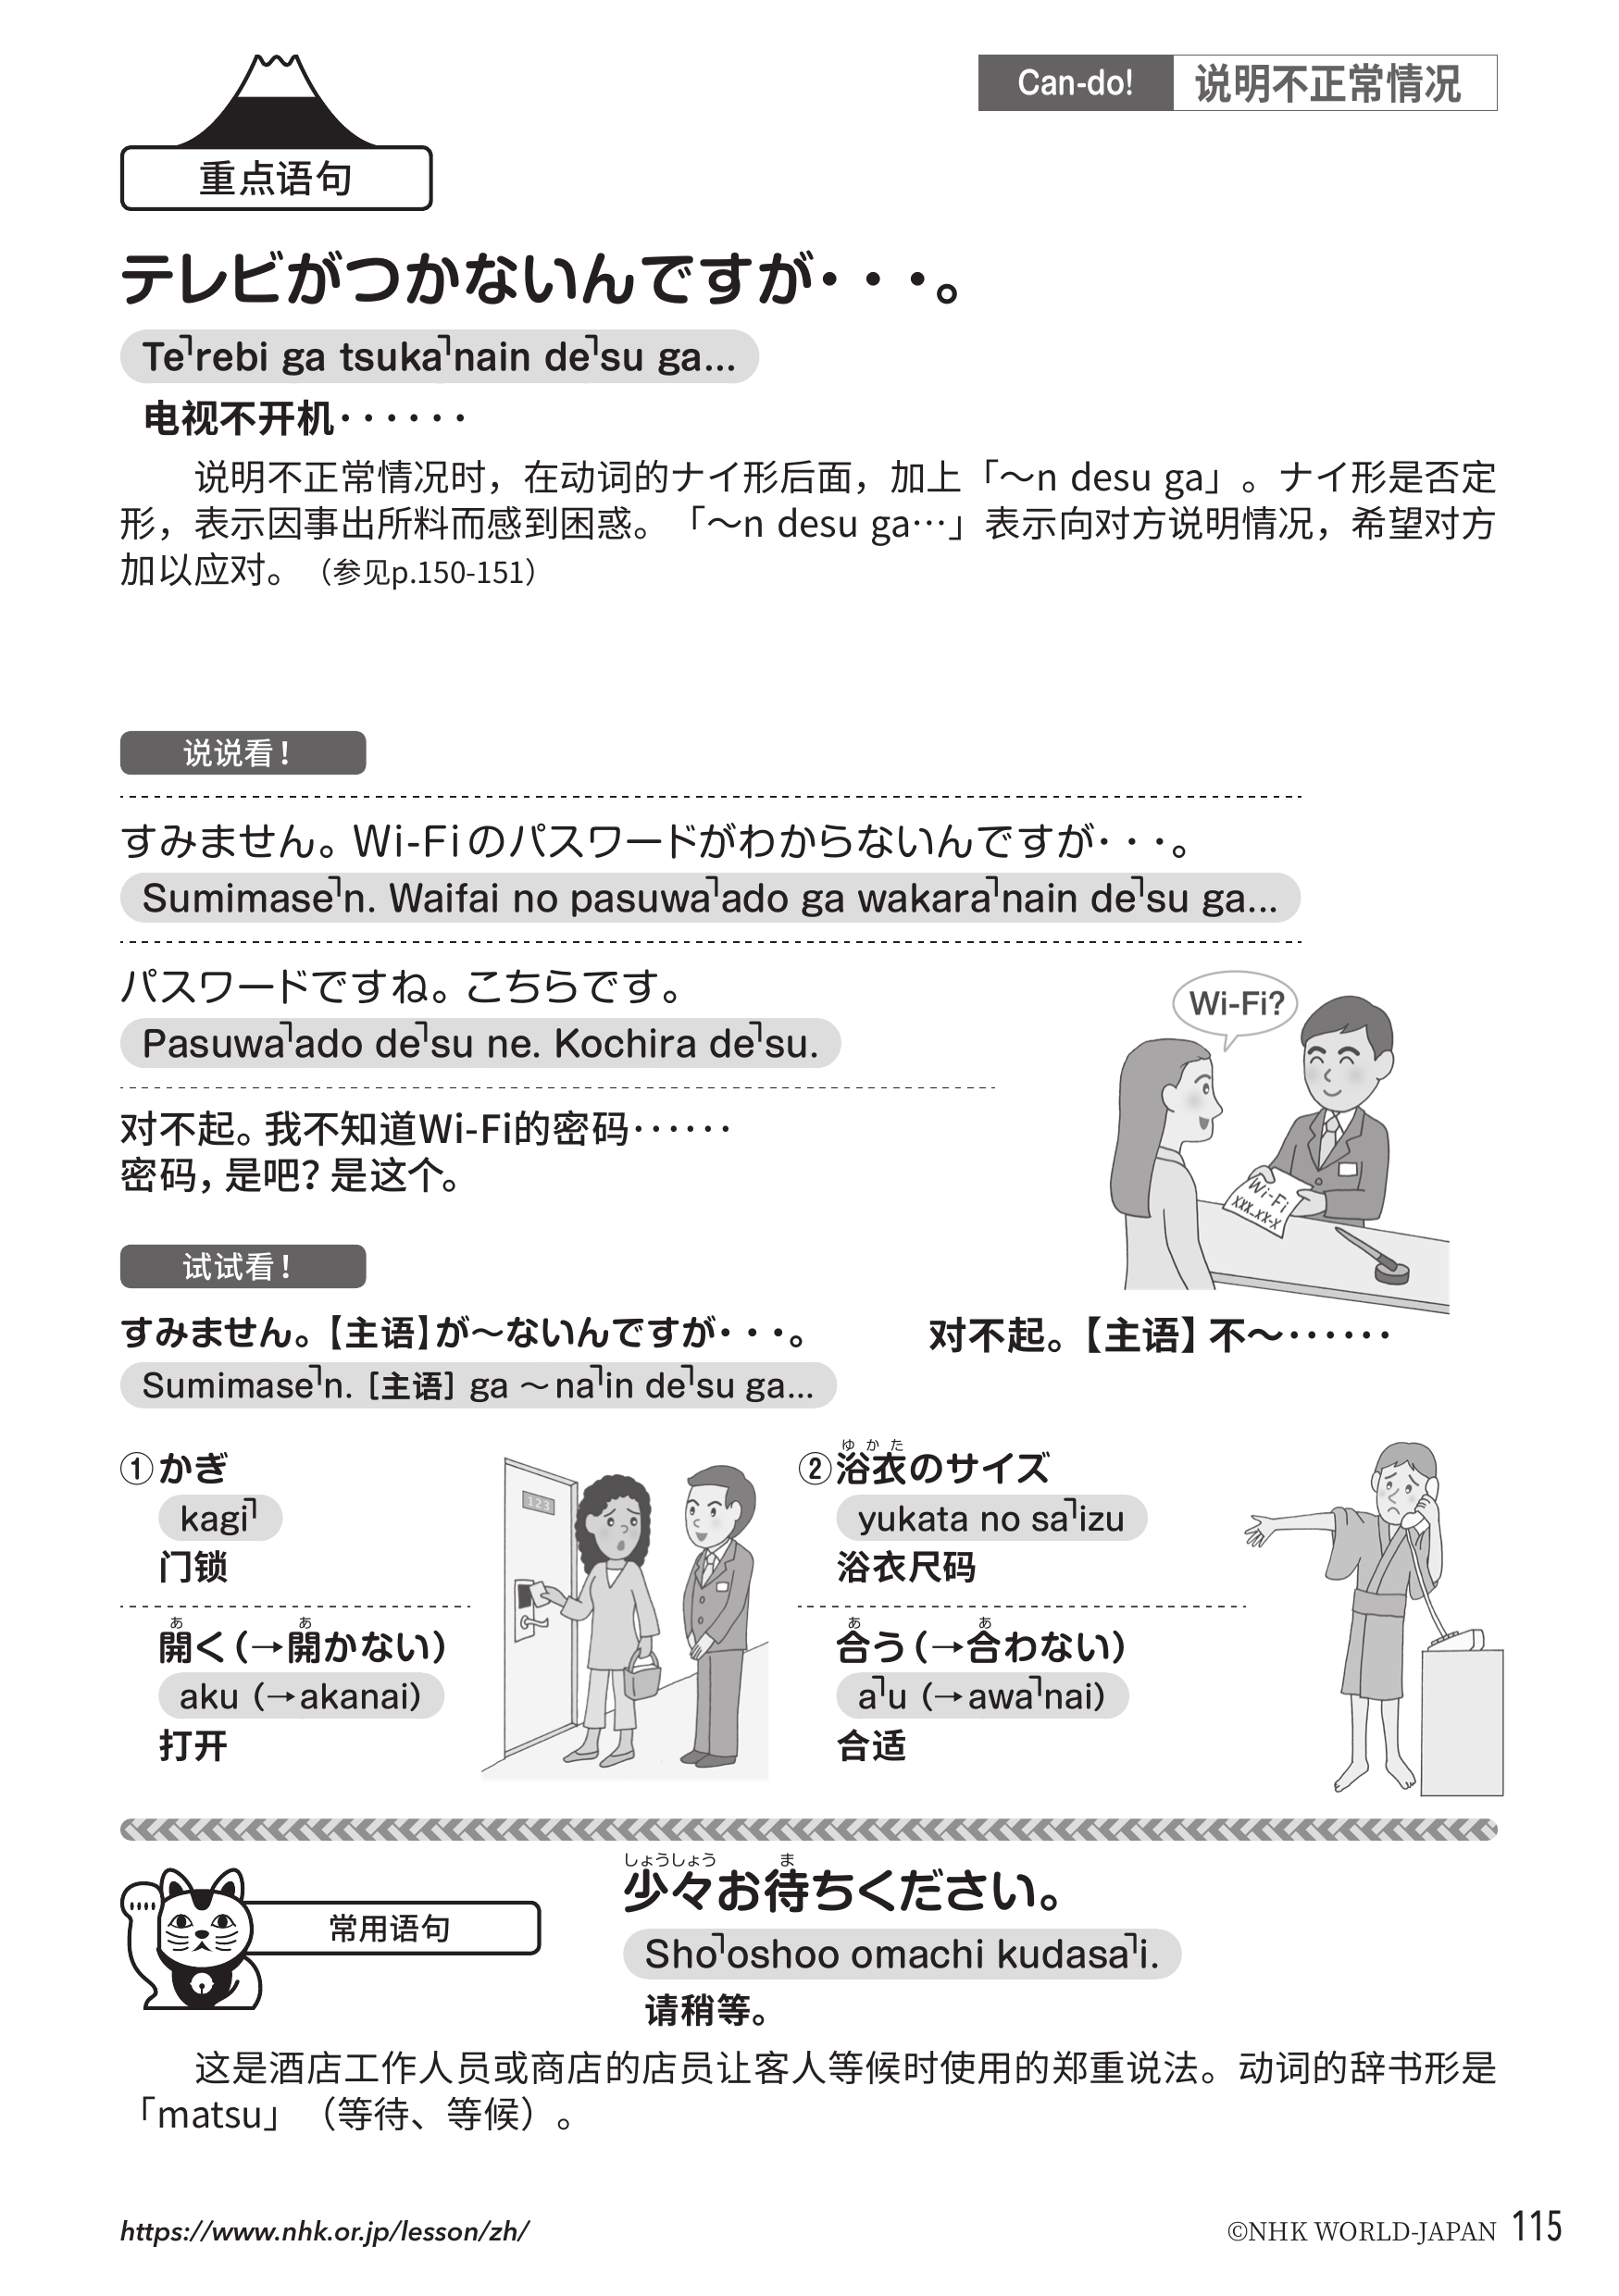 Can-do! 说明不正常情况
重点语句
テレビがつかないんですが・・・。
Te˥rebi ga tsuka˥nain de˥su ga...
电视不开机・・・・・・
说明不正常情况时，在动词的ナイ形后面，加上「～n desu ga」。ナイ形是否定
形，表示因事出所料而感到困惑。「～n desu ga…」表示向对方说明情况，希望对方
加以应对。（参见p.150-151）
说说看！
すみません。Wi-Fiのパスワードがわからないんですが・・・。
Sumimase˥n. Waifai no pasuwa˥ado ga wakara˥nain de˥su ga...
パスワードですね。こちらです。
Pasuwa˥ado de˥su ne. Kochira de˥su.
对不起。我不知道Wi-Fi的密码・・・・・・
密码，是吧？是这个。
Wi-Fi?
Wi-Fi
XXX-XX-X
试试看！
すみません。【主语】が～ないんですが・・・。
Sumimase˥n. [主语] ga ～na˥in de˥su ga...
对不起。【主语】不～・・・・・・
①かぎ
kagi˥
门锁
あ あ
開く（→開かない）
aku (→akanai)
打开
123
ゆかた
②浴衣のサイズ
yukata no sa˥izu
浴衣尺码
あ あ
合う（→合わない）
a˥u (→awa˥nai)
合适
常用语句
しょうしょう ま
少々お待ちください。
Sho˥oshoo omachi kudasa˥i.
请稍等。
这是酒店工作人员或商店的店员让客人等候时使用的郑重说法。动词的辞书形是
「matsu」（等待、等候）。
https://www.nhk.or.jp/lesson/zh/
©NHK WORLD-JAPAN 115